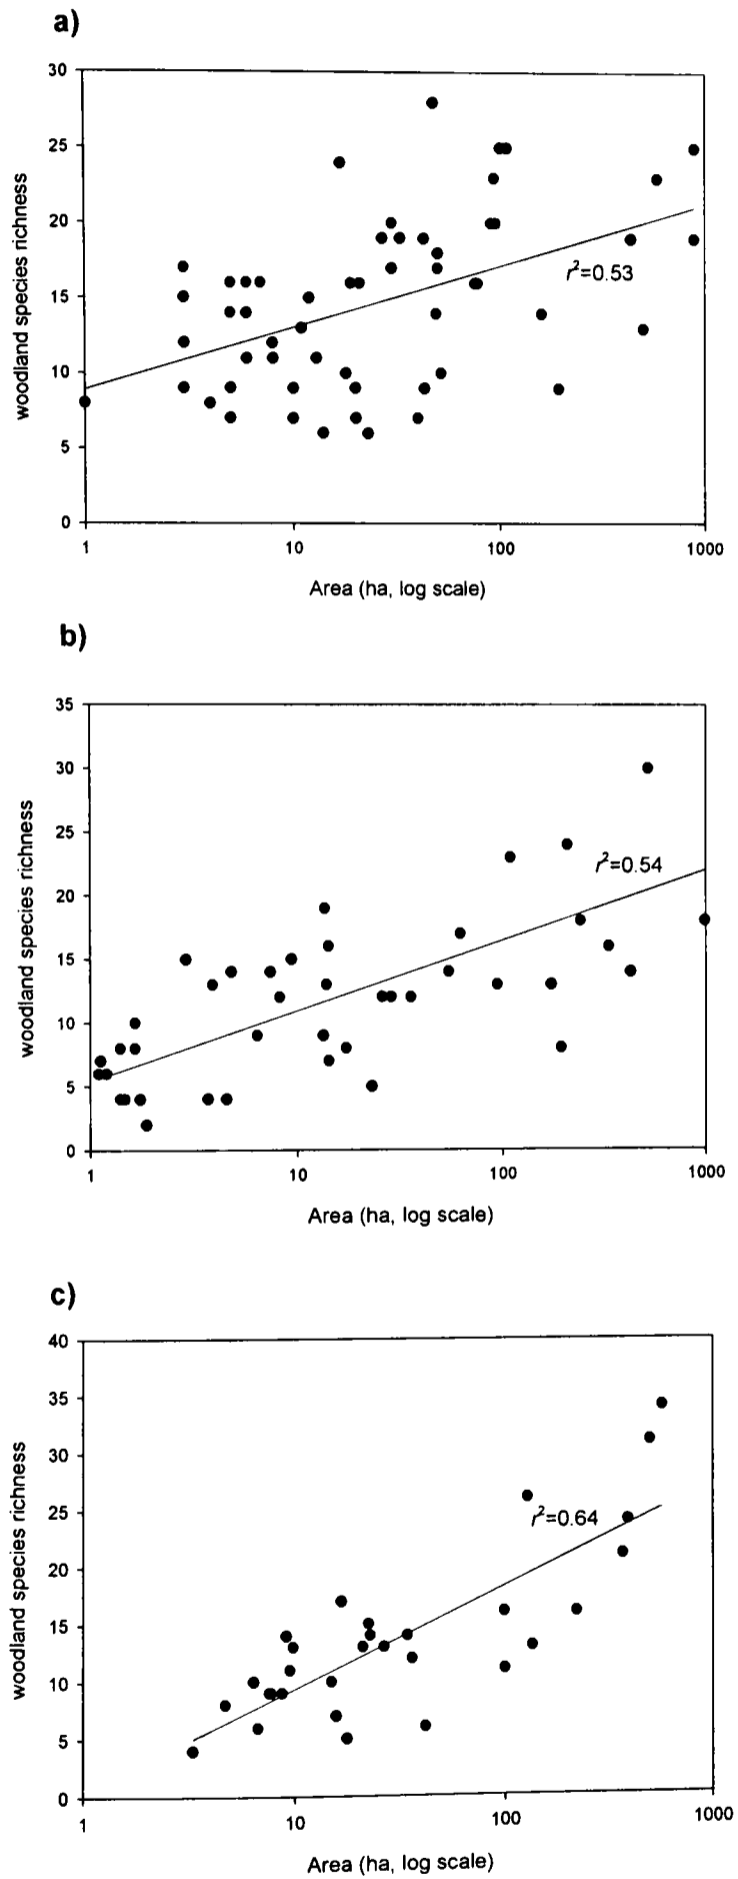 a)
30
25
20
15
10
5
0
woodland species richness
r²=0.53
1 10 100 1000
Area (ha, log scale)
b)
35
30
25
20
15
10
5
0
woodland species richness
r²=0.54
1 10 100 1000
Area (ha, log scale)
c)
40
35
30
25
20
15
10
5
0
woodland species richness
r²=0.64
1 10 100 1000
Area (ha, log scale)